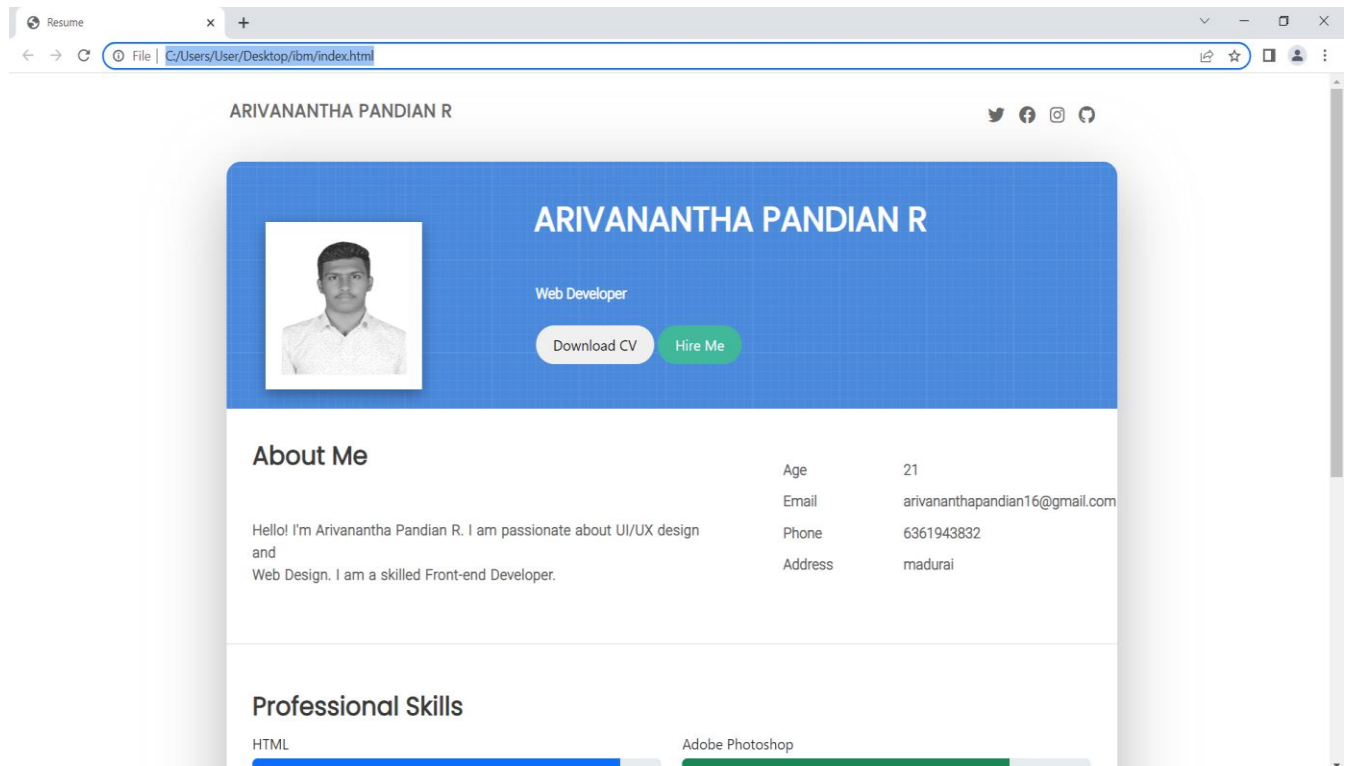 Resume
File | C:/Users/User/Desktop/ibm/index.html
ARIVANANTHA PANDIAN R
ARIVANANTHA PANDIAN R
Web Developer
Download CV Hire Me
About Me
Age 21
Email arivananthapandian16@gmail.com
Hello! I'm Arivanantha Pandian R. I am passionate about UI/UX design
Phone 6361943832
and
Address madurai
Web Design. I am a skilled Front-end Developer.
Professional Skills
HTML Adobe Photoshop